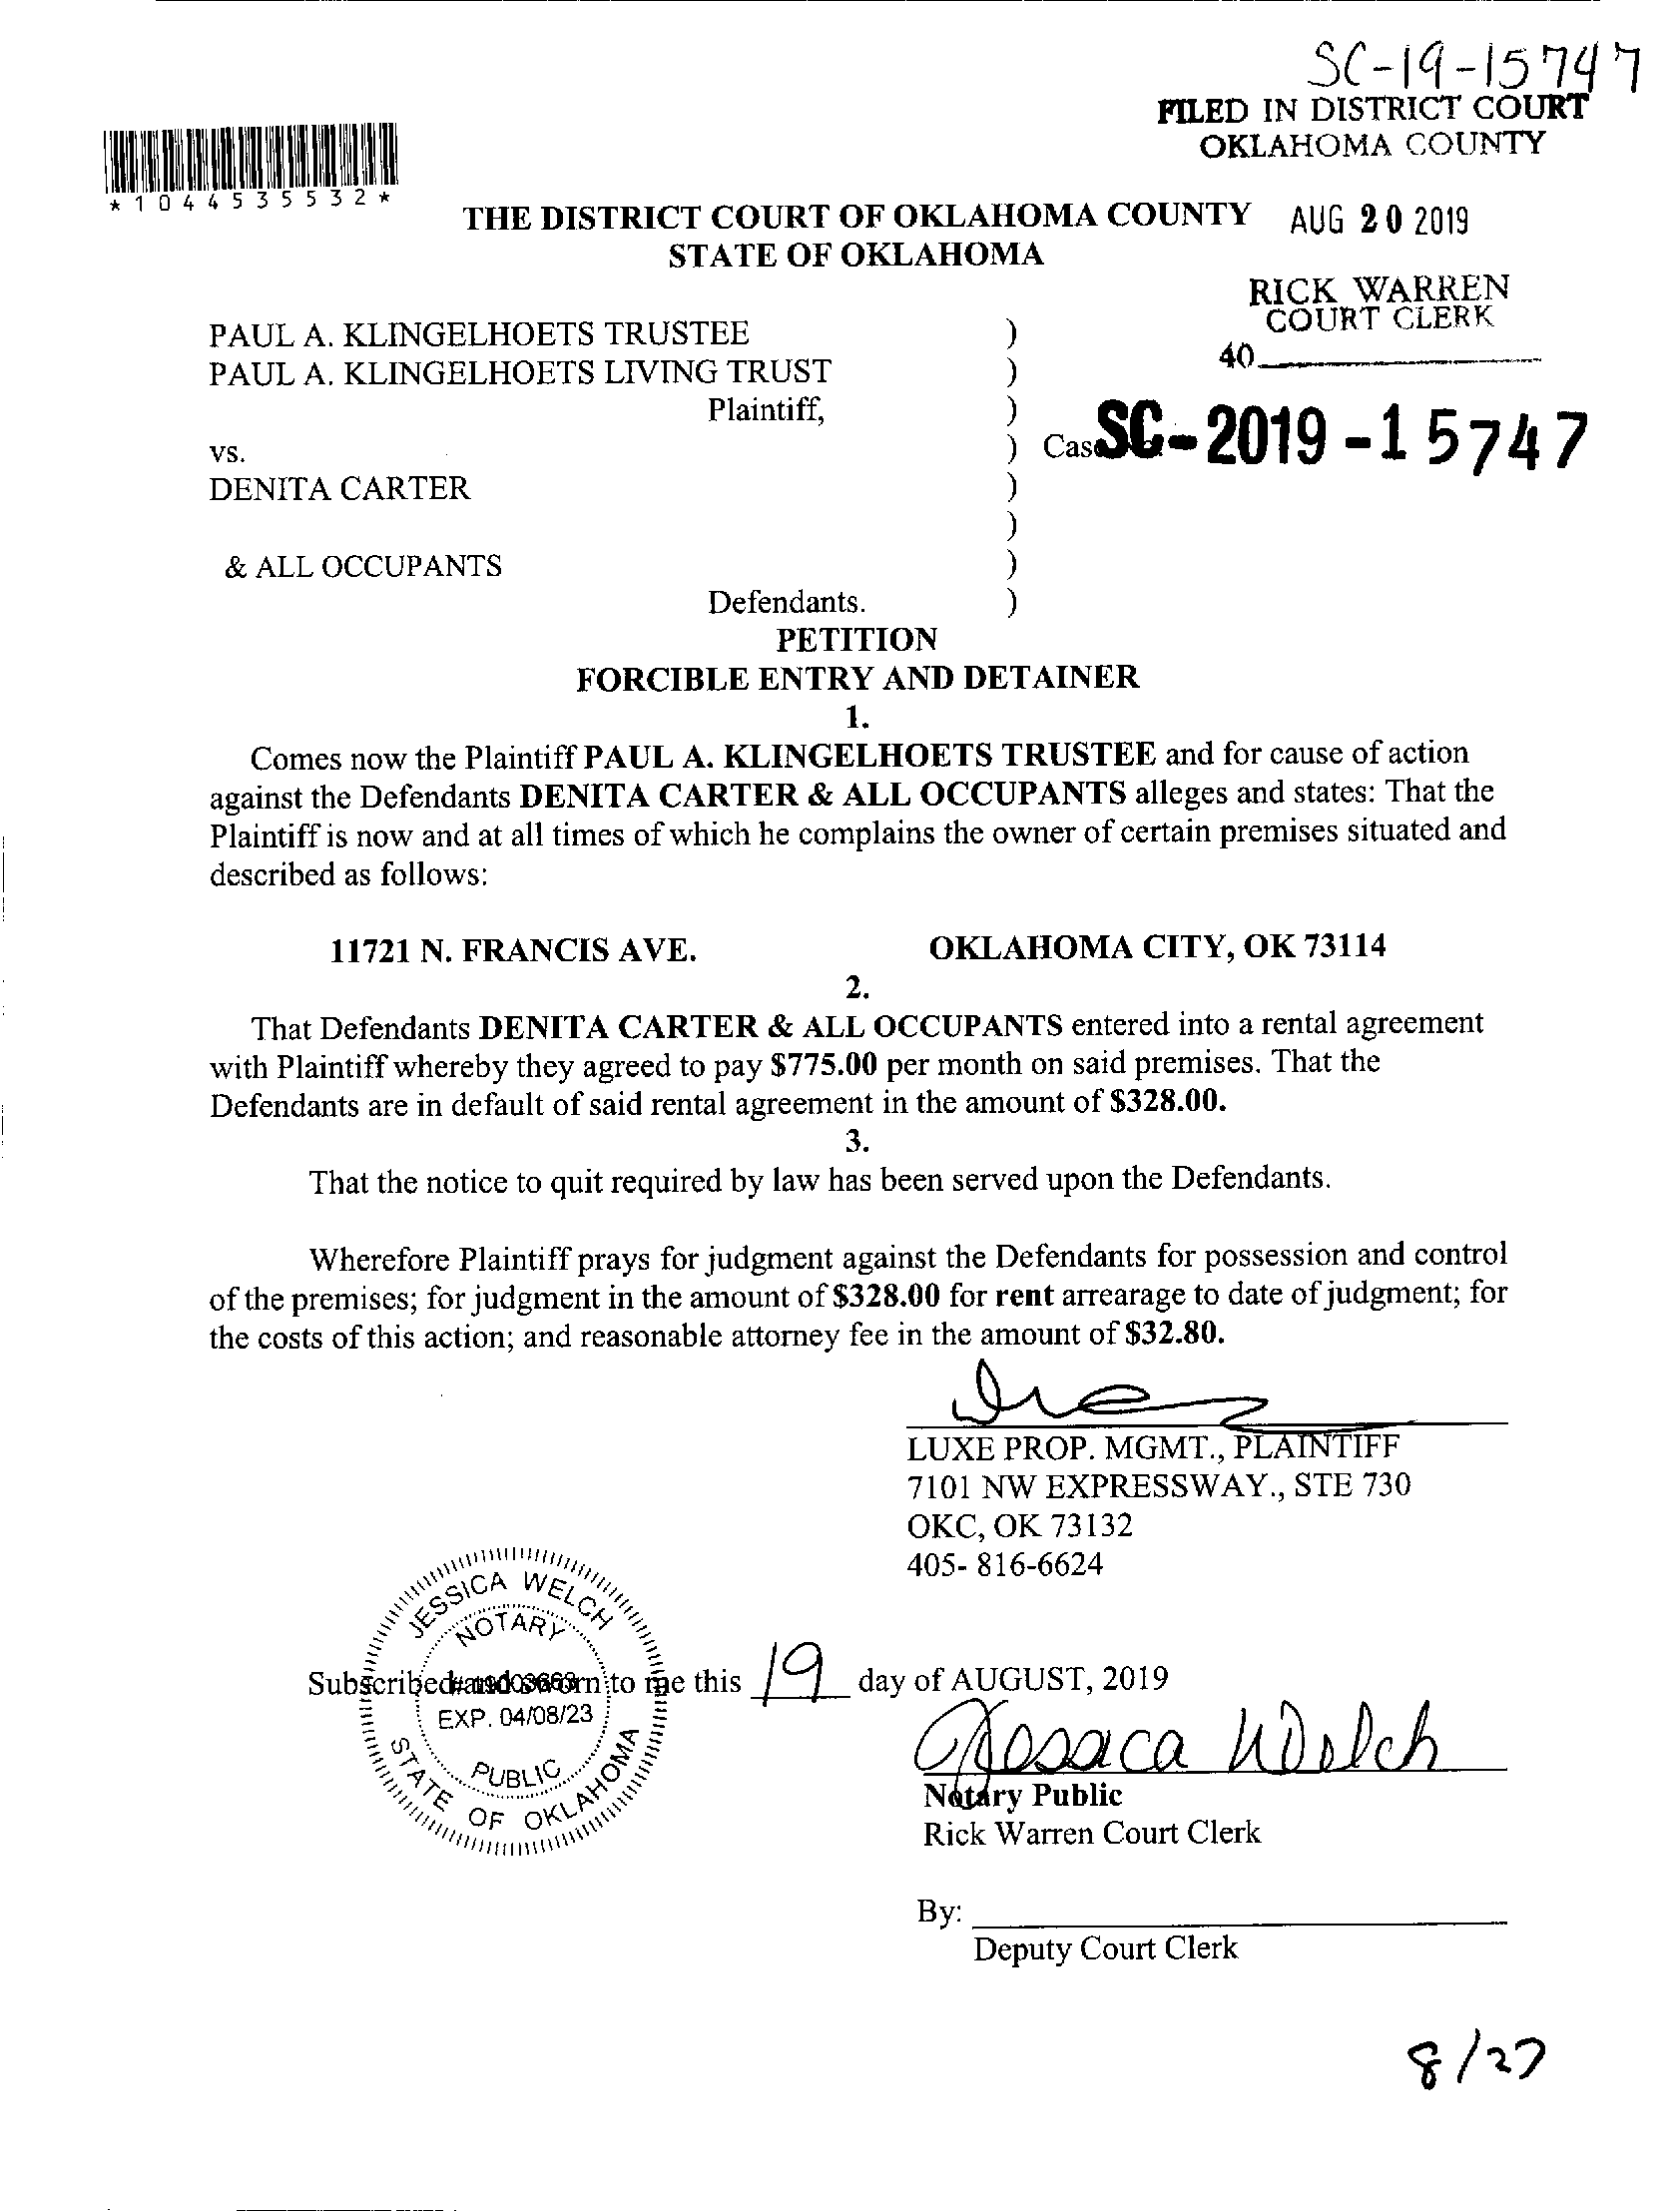 SC-19-15747
FILED IN DISTRICT COURT
OKLAHOMA COUNTY
*1044535532*
THE DISTRICT COURT OF OKLAHOMA COUNTY AUG 20 2019
STATE OF OKLAHOMA
RICK WARREN
COURT CLERK
40
PAUL A. KLINGELHOETS TRUSTEE )
PAUL A. KLINGELHOETS LIVING TRUST )
Plaintiff, )
vs. ) Cas SC-2019-15747
DENITA CARTER )
)
& ALL OCCUPANTS )
Defendants. )
PETITION
FORCIBLE ENTRY AND DETAINER
1.
Comes now the Plaintiff PAUL A. KLINGELHOETS TRUSTEE and for cause of action
against the Defendants DENITA CARTER & ALL OCCUPANTS alleges and states: That the
Plaintiff is now and at all times of which he complains the owner of certain premises situated and
described as follows:
11721 N. FRANCIS AVE. OKLAHOMA CITY, OK 73114
2.
That Defendants DENITA CARTER & ALL OCCUPANTS entered into a rental agreement
with Plaintiff whereby they agreed to pay $775.00 per month on said premises. That the
Defendants are in default of said rental agreement in the amount of $328.00.
3.
That the notice to quit required by law has been served upon the Defendants.
Wherefore Plaintiff prays for judgment against the Defendants for possession and control
of the premises; for judgment in the amount of $328.00 for rent arrearage to date of judgment; for
the costs of this action; and reasonable attorney fee in the amount of $32.80.
LUXE PROP. MGMT., PLAINTIFF
7101 NW EXPRESSWAY., STE 730
OKC, OK 73132
405- 816-6624
JESSICA WELCH
NOTARY
Subscribed and sworn to me this 19 day of AUGUST, 2019
EXP. 04/08/23
PUBLIC
STATE OF OKLAHOMA
Jessica Welch
Notary Public
Rick Warren Court Clerk
By:
Deputy Court Clerk
8/27